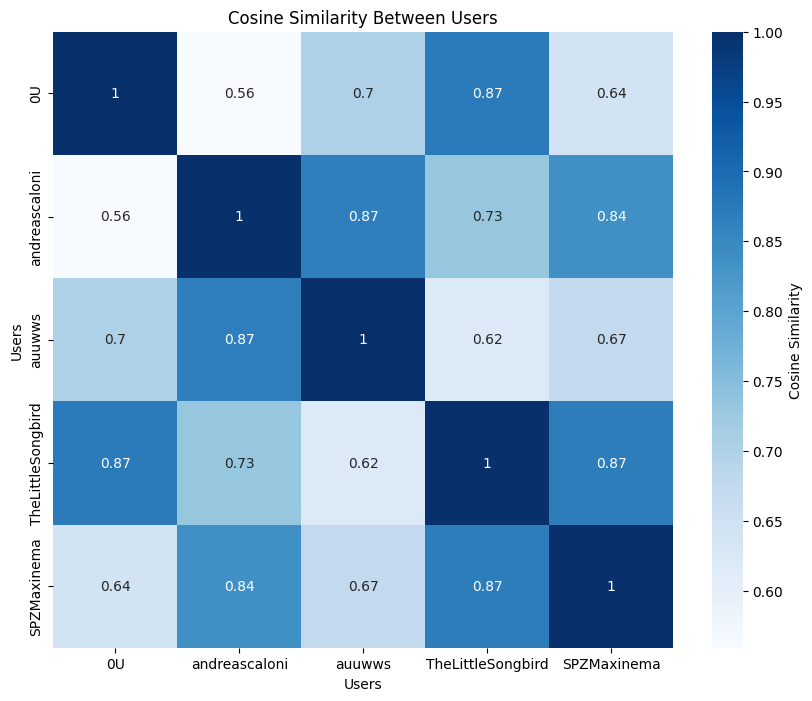 Cosine Similarity Between Users
0U 1 0.56 0.7 0.87 0.64
andreascaloni 0.56 1 0.87 0.73 0.84
auuwws 0.7 0.87 1 0.62 0.67
TheLittleSongbird 0.87 0.73 0.62 1 0.87
SPZMaxinema 0.64 0.84 0.67 0.87 1
0U andreascaloni auuwws TheLittleSongbird SPZMaxinema
Users
Users
1.00
0.95
0.90
0.85
0.80
0.75
0.70
0.65
0.60
Cosine Similarity